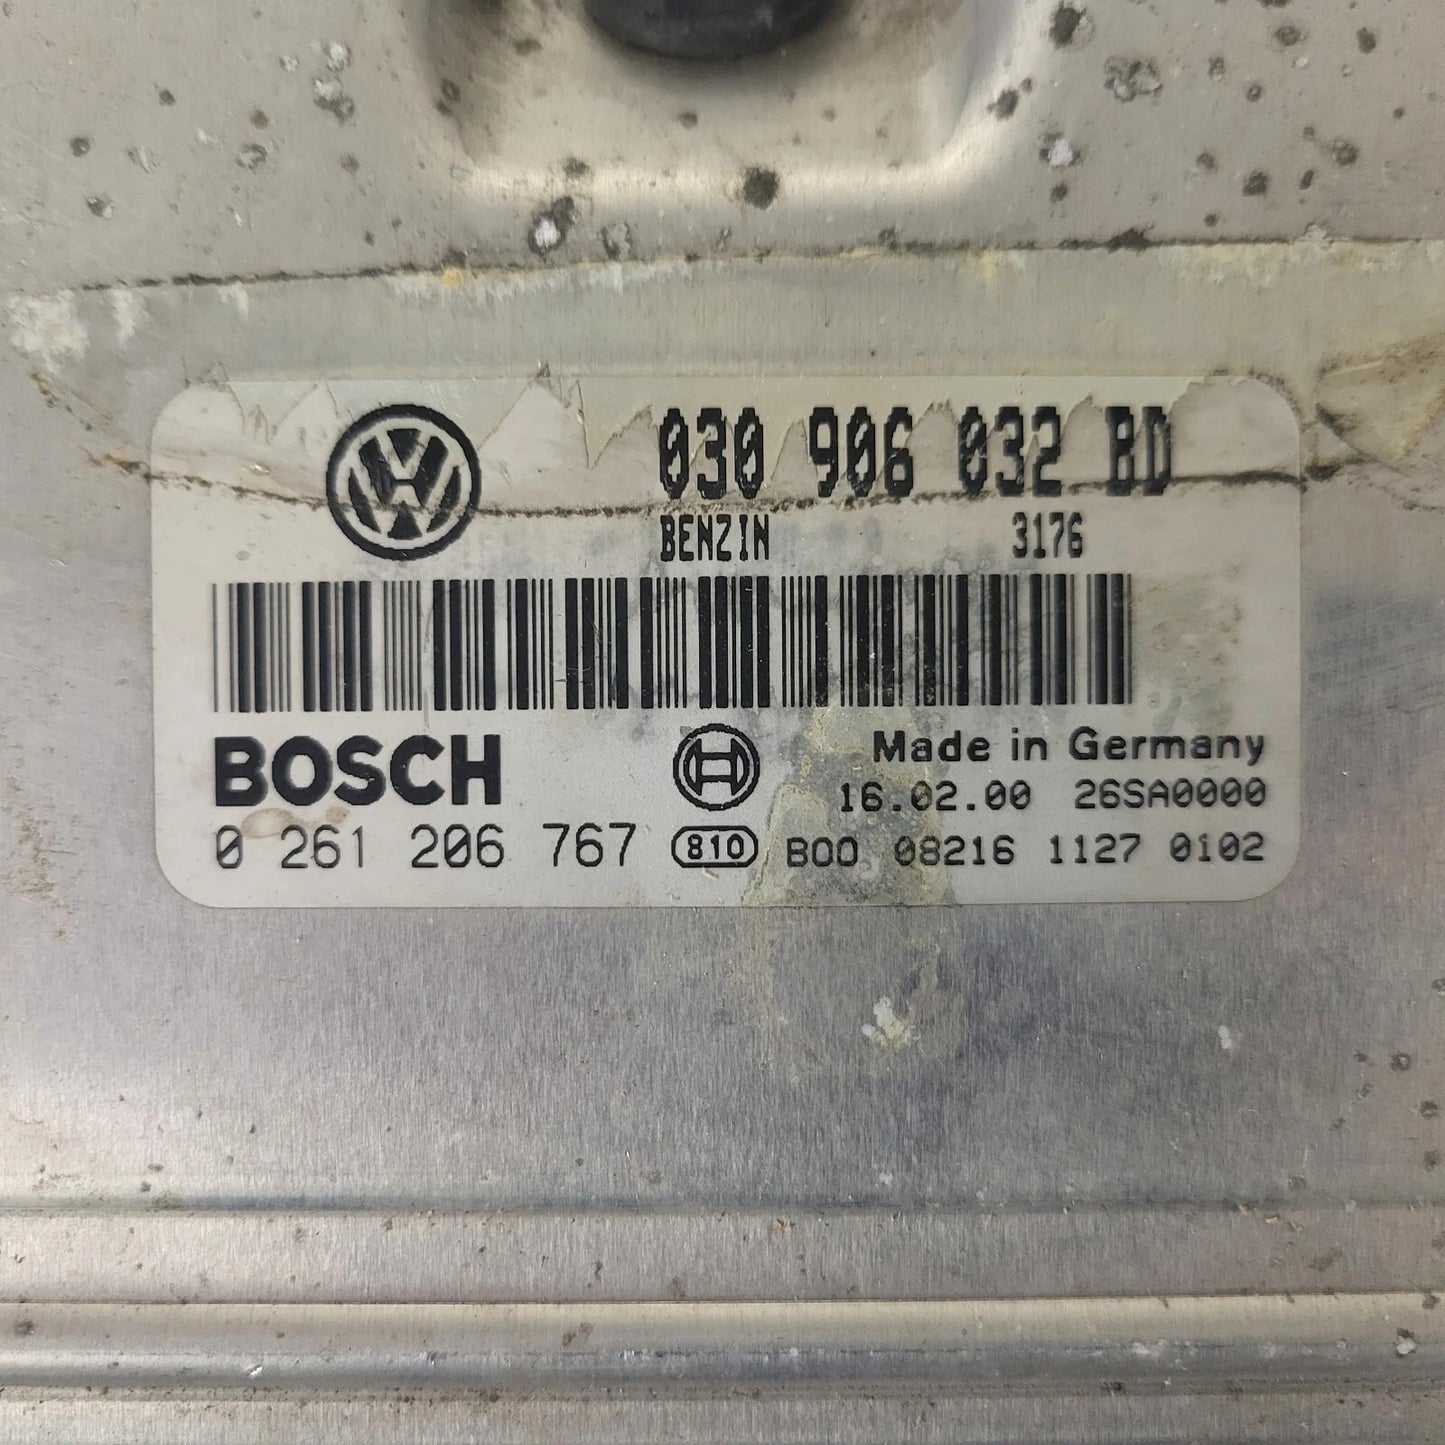 030 906 032 BD
BENZIN 3176
BOSCH
Made in Germany
16.02.00 26SA0000
0 261 206 767 810 B00 08216 1127 0102